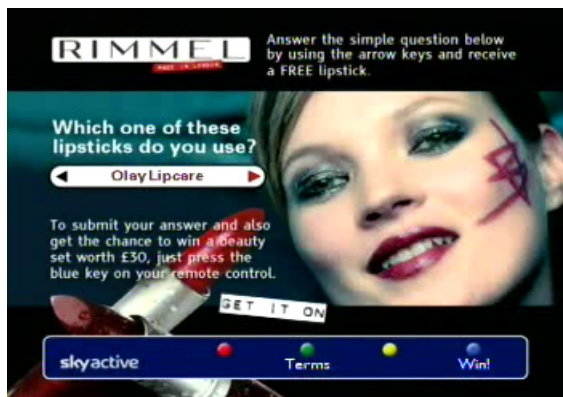 RIMMEL
MADE IN LONDON
Answer the simple question below
by using the arrow keys and receive
a FREE lipstick.
Which one of these
lipsticks do you use?
Olay Lipcare
To submit your answer and also
get the chance to win a beauty
set worth £30, just press the
blue key on your remote control.
GET IT ON
skyactive
Terms
Win!